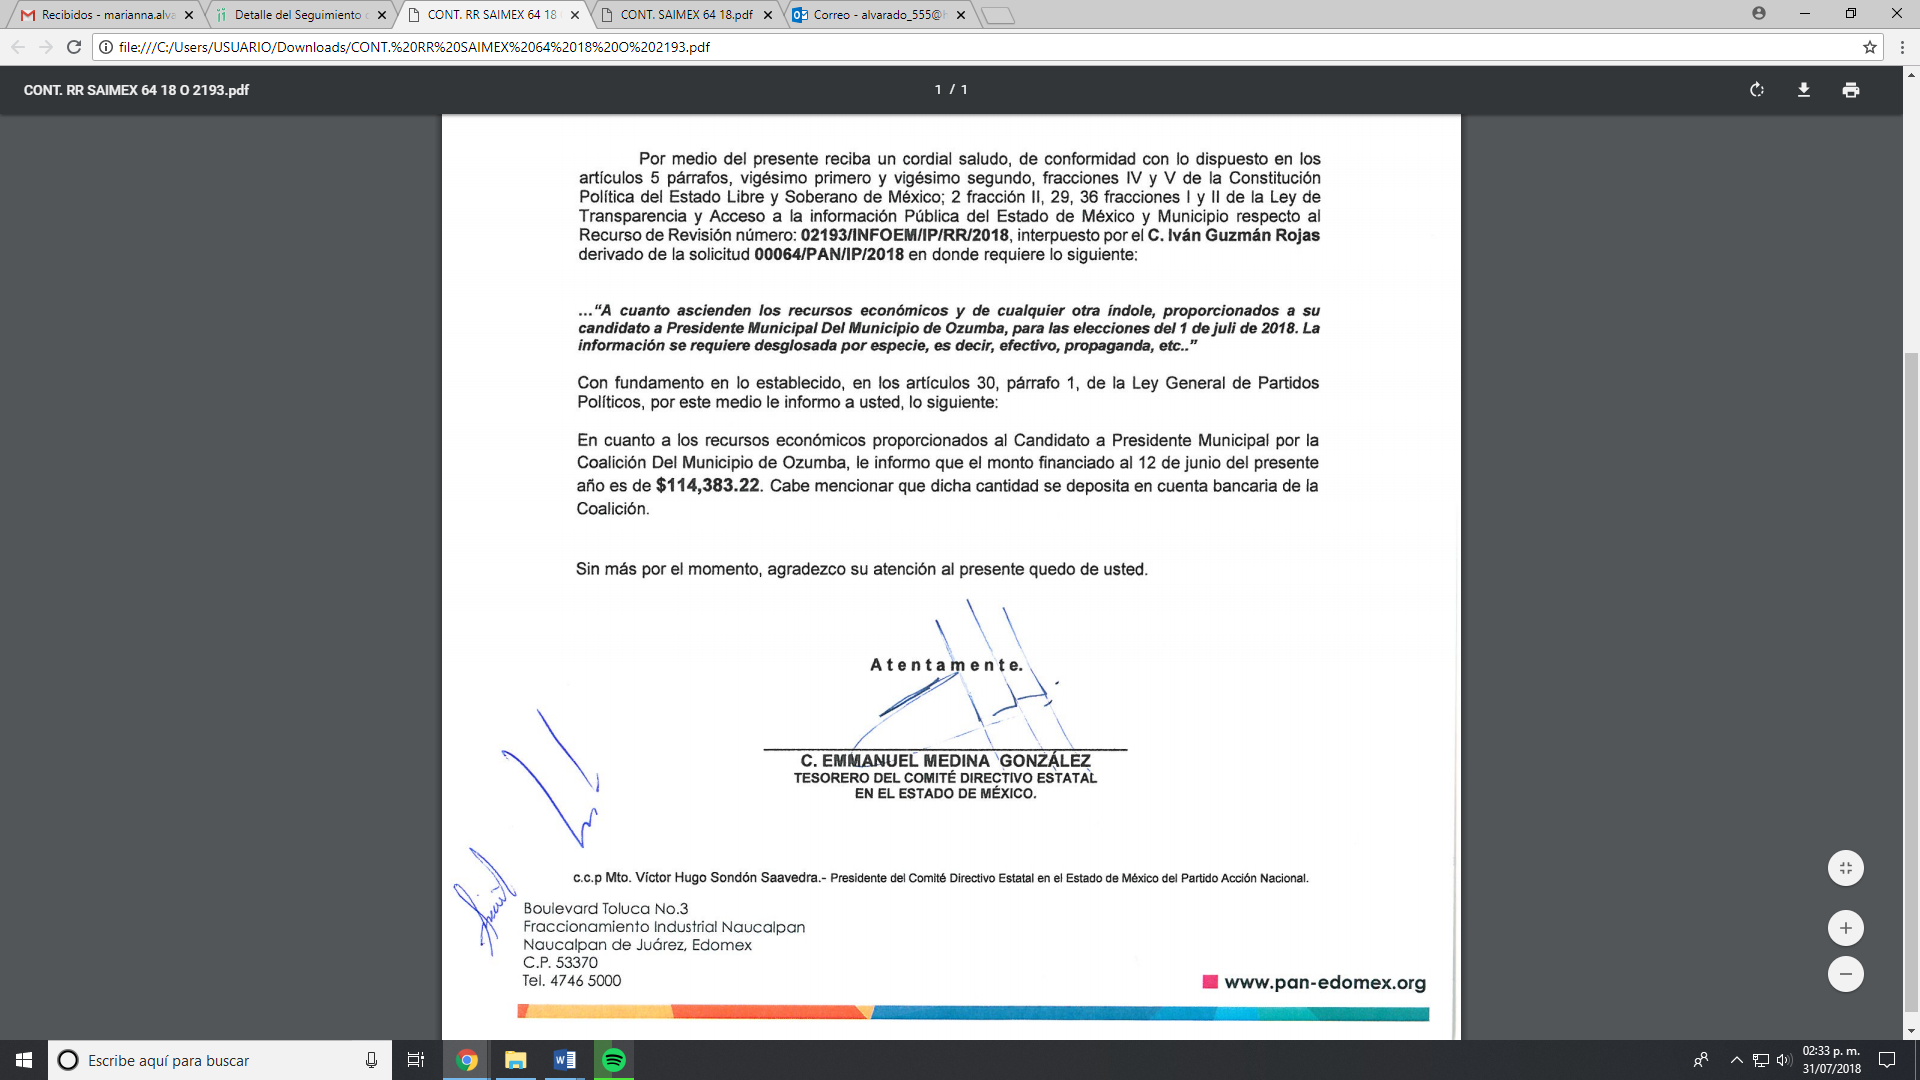 Recibidos - marianna.alva
Detalle del Seguimiento
CONT. RR SAIMEX 64 18
CONT. SAIMEX 64 18.pdf
Correo - alvarado_555@
file:///C:/Users/USUARIO/Downloads/CONT.%20RR%20SAIMEX%2064%2018%20O%202193.pdf
CONT. RR SAIMEX 64 18 O 2193.pdf
1 / 1
Por medio del presente reciba un cordial saludo, de conformidad con lo dispuesto en los
artículos 5 párrafos, vigésimo primero y vigésimo segundo, fracciones IV y V de la Constitución
Política del Estado Libre y Soberano de México; 2 fracción II, 29, 36 fracciones I y II de la Ley de
Transparencia y Acceso a la información Pública del Estado de México y Municipio respecto al
Recurso de Revisión número: 02193/INFOEM/IP/RR/2018, interpuesto por el C. Iván Guzmán Rojas
derivado de la solicitud 00064/PAN/IP/2018 en donde requiere lo siguiente:
…“A cuanto ascienden los recursos económicos y de cualquier otra índole, proporcionados a su
candidato a Presidente Municipal Del Municipio de Ozumba, para las elecciones del 1 de juli de 2018. La
información se requiere desglosada por especie, es decir, efectivo, propaganda, etc..”
Con fundamento en lo establecido, en los artículos 30, párrafo 1, de la Ley General de Partidos
Políticos, por este medio le informo a usted, lo siguiente:
En cuanto a los recursos económicos proporcionados al Candidato a Presidente Municipal por la
Coalición Del Municipio de Ozumba, le informo que el monto financiado al 12 de junio del presente
año es de $114,383.22. Cabe mencionar que dicha cantidad se deposita en cuenta bancaria de la
Coalición.
Sin más por el momento, agradezco su atención al presente quedo de usted.
Atentamente.
C. EMMANUEL MEDINA GONZÁLEZ
TESORERO DEL COMITÉ DIRECTIVO ESTATAL
EN EL ESTADO DE MÉXICO.
c.c.p Mto. Víctor Hugo Sondón Saavedra.- Presidente del Comité Directivo Estatal en el Estado de México del Partido Acción Nacional.
Boulevard Toluca No.3
Fraccionamiento Industrial Naucalpan
Naucalpan de Juárez, Edomex
C.P. 53370
Tel. 4746 5000
www.pan-edomex.org
Escribe aquí para buscar
02:33 p. m.
31/07/2018